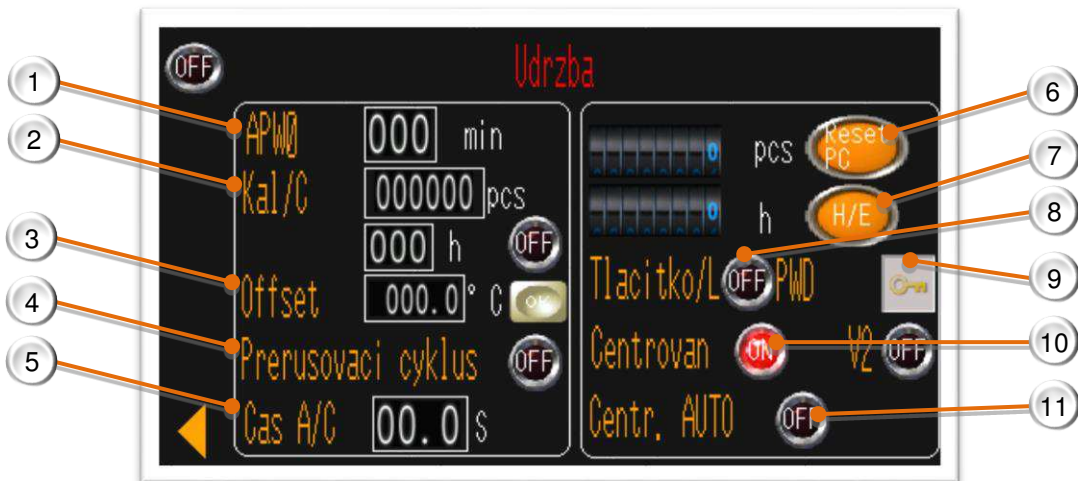 OFF Udrzba
APW0 000 min
Kal/C 000000 pcs
000 h OFF
Offset 000.0° C OK
Prerusovaci cyklus OFF
Cas A/C 00.0 S
0 pcs Reset PC
0 h H/E
Tlacitko/L OFF PWD
Centrovan ON V2 OFF
Centr. AUTO OFF
1
2
3
4
5
6
7
8
9
10
11